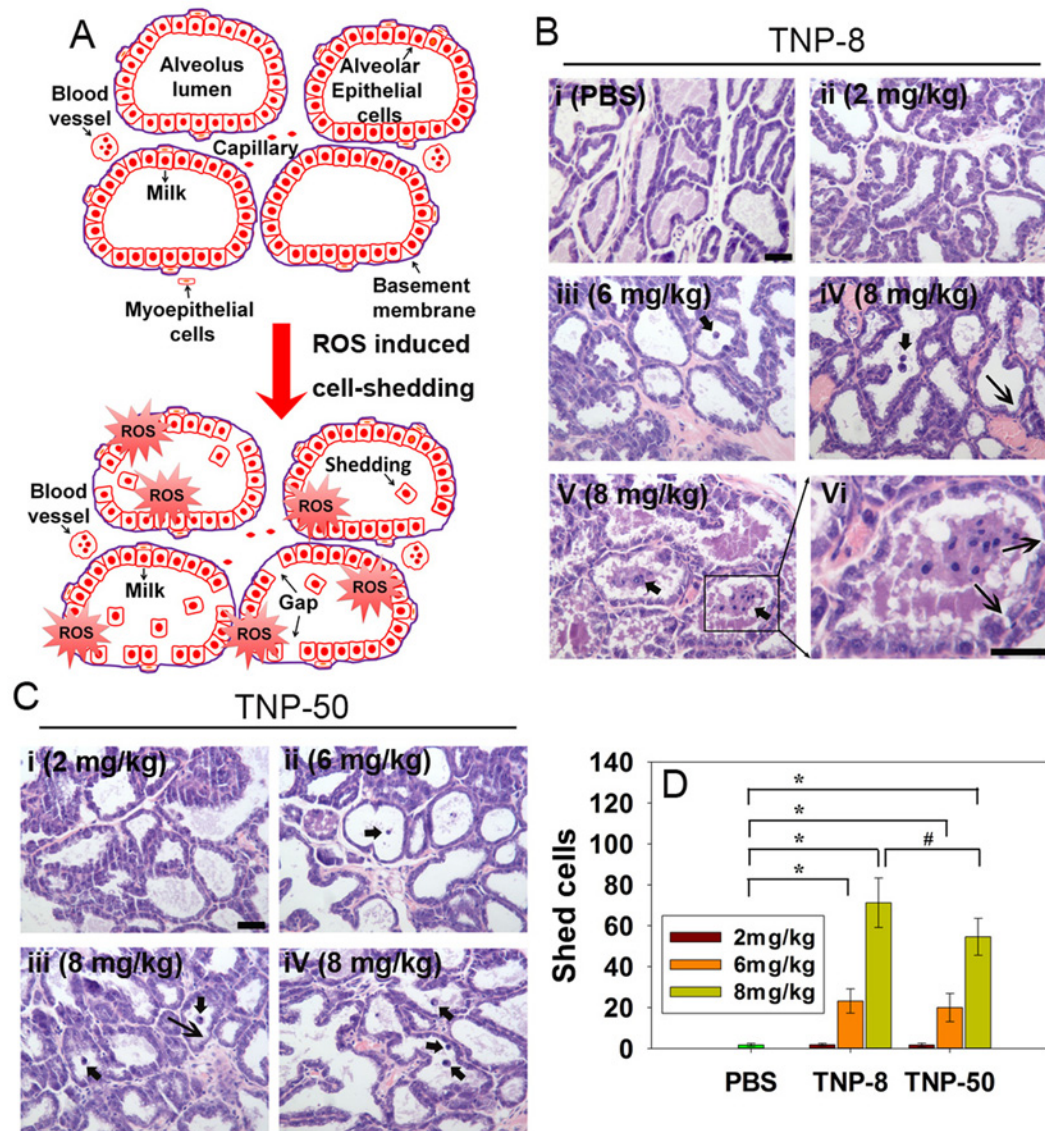 A
Alveolus
lumen
Alveolar
Epithelial
cells
Blood
vessel
Capillary
Milk
Myoepithelial
cells
Basement
membrane
ROS induced
cell-shedding
ROS
ROS
ROS
Shedding
Blood
vessel
Milk
Gap
ROS
ROS
ROS
B
TNP-8
i (PBS)
ii (2 mg/kg)
iii (6 mg/kg)
iV (8 mg/kg)
V (8 mg/kg)
Vi
C
TNP-50
i (2 mg/kg)
ii (6 mg/kg)
iii (8 mg/kg)
iV (8 mg/kg)
D
Shed cells
140
120
100
80
60
40
20
0
*
*
*
#
*
2mg/kg
6mg/kg
8mg/kg
PBS
TNP-8
TNP-50